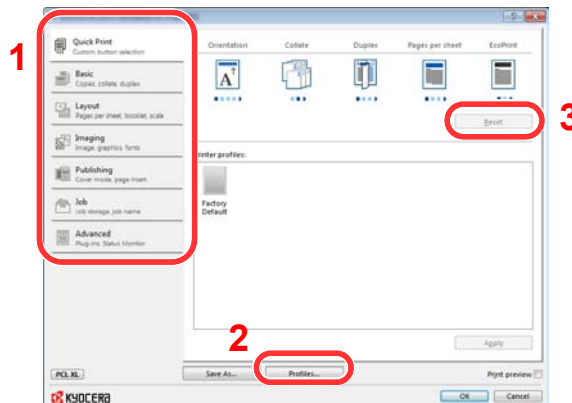 1
Quick Print
Custom button selection
Basic
Copies, collate, duplex
Layout
Pages per sheet, booklet, scale
Imaging
Image, graphics, fonts
Publishing
Cover mode, page insert
Job
Job storage, job name
Advanced
Plug-ins, Status Monitor
Orientation Collate Duplex Pages per sheet EcoPrint
A
Reset
3
inter profiles:
Factory
Default
Apply
2
PCL XL Save As... Profiles... Print preview
KYOCERA OK Cancel